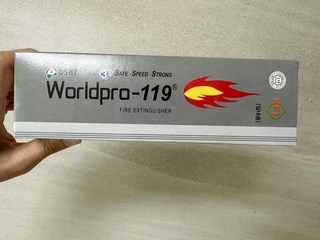 DSBT
SAFE · SPEED · STRONG
Worldpro-119®
FIRE EXTINGUISHER